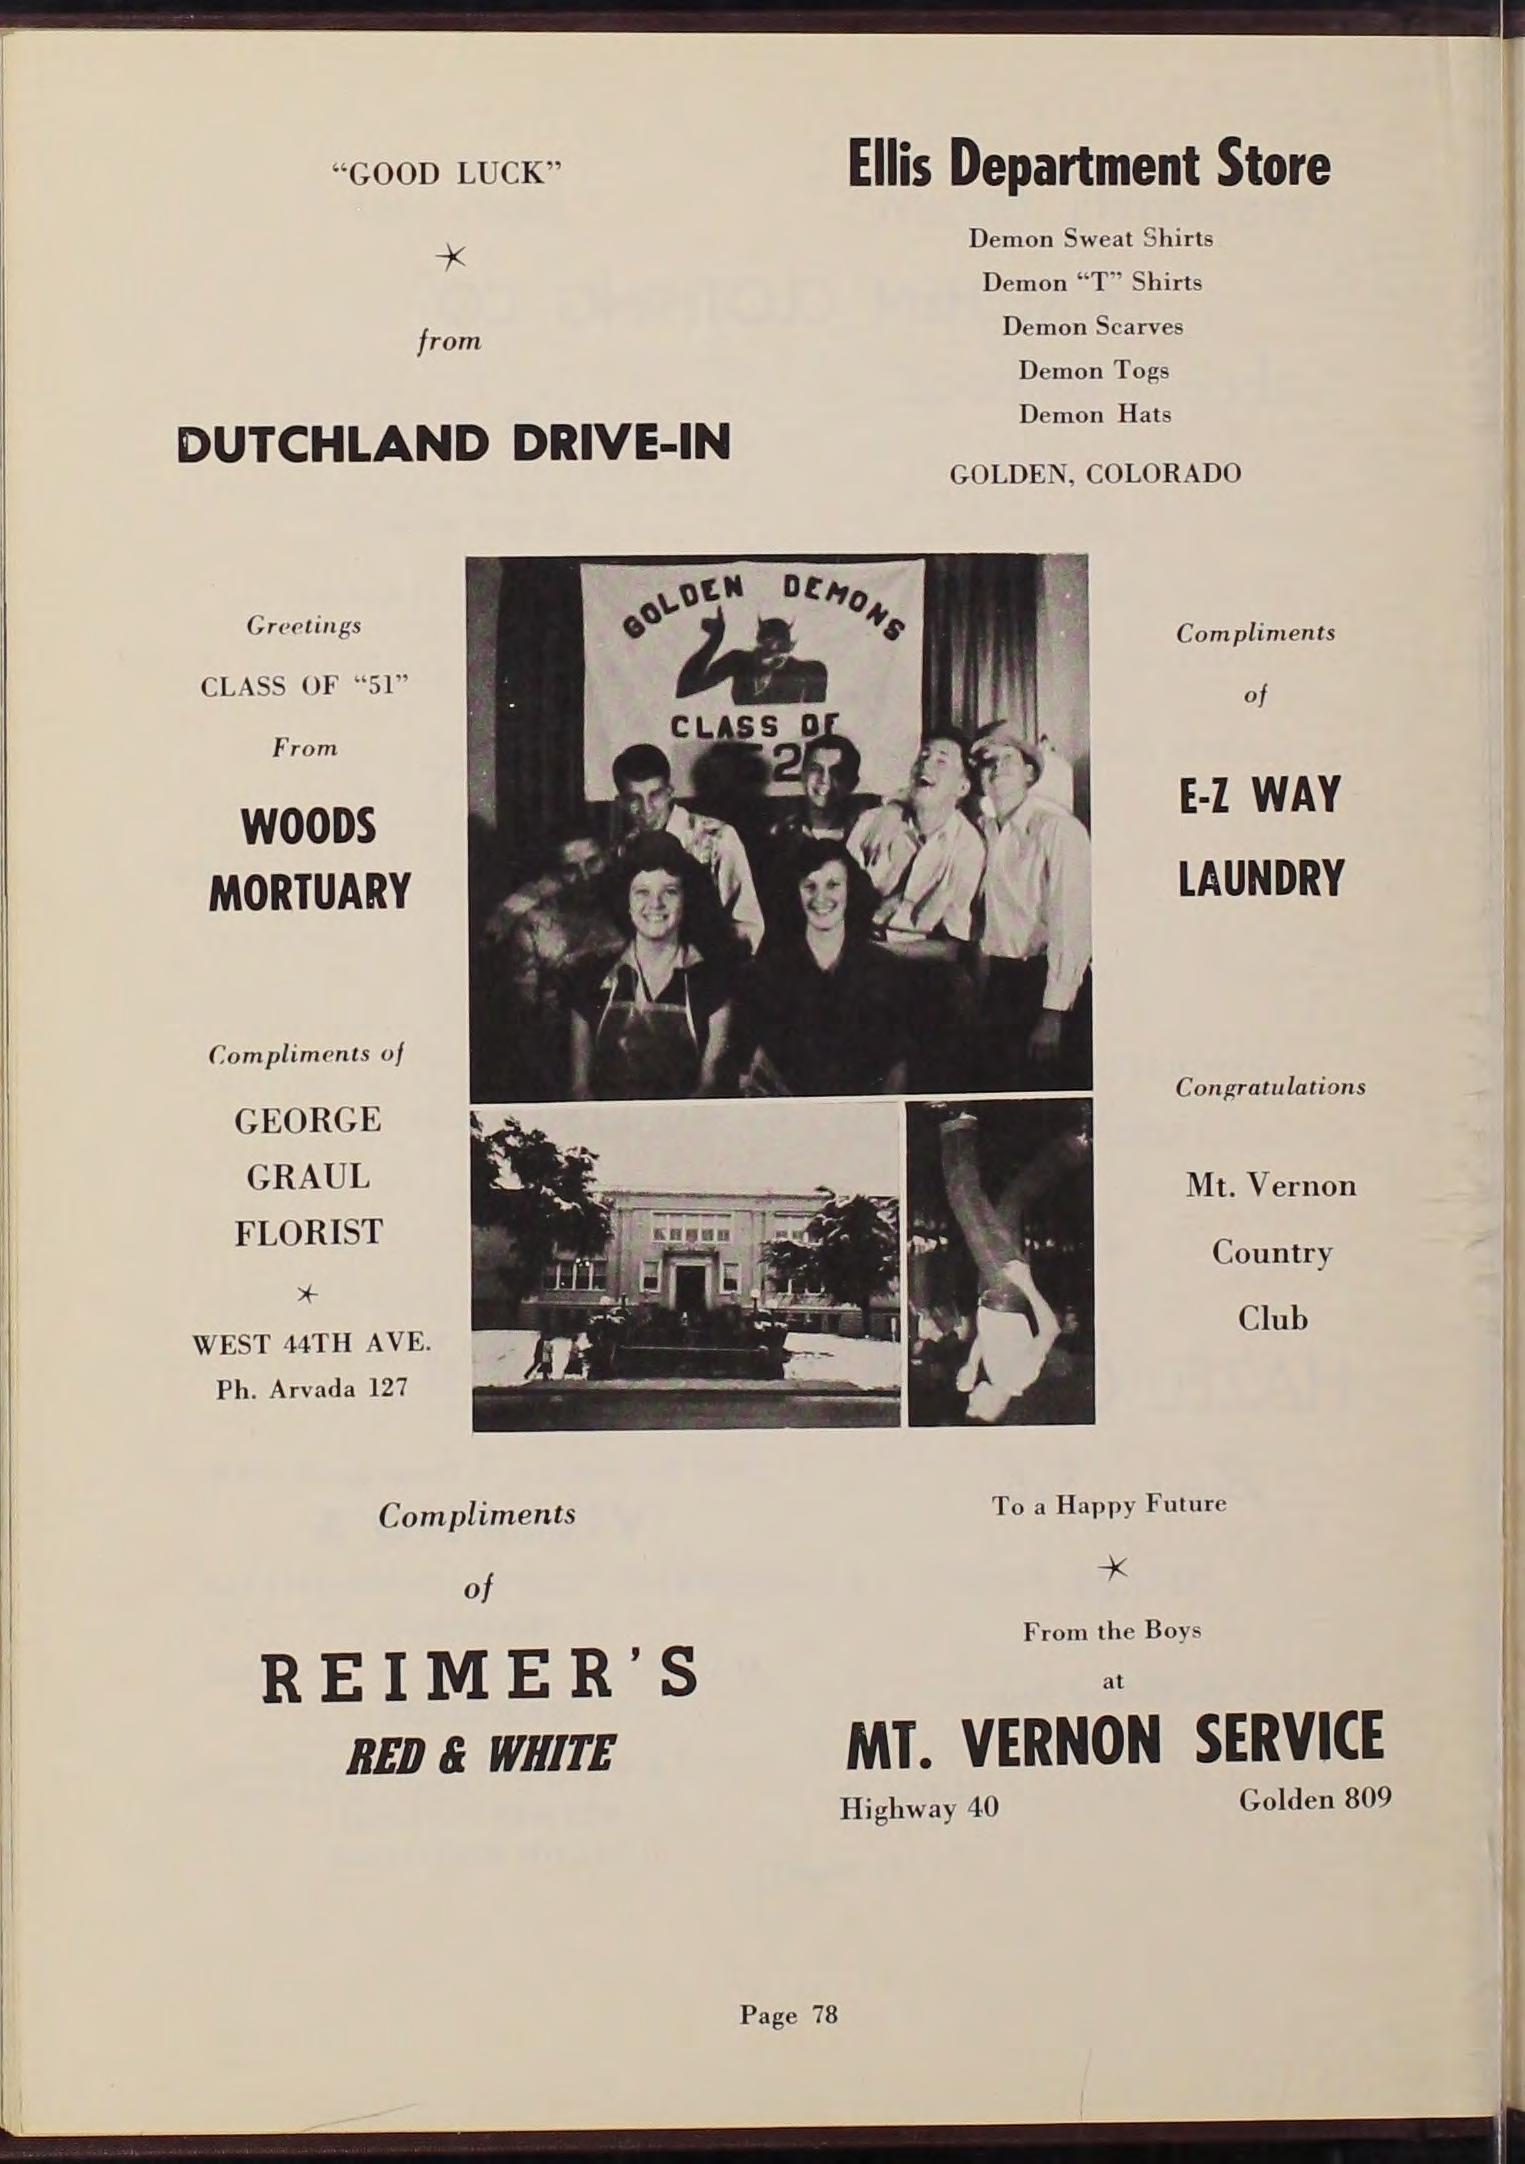 “GOOD LUCK”
from
DUTCHLAND DRIVE-IN
Ellis Department Store
Demon Sweat Shirts
Demon “T” Shirts
Demon Scarves
Demon Togs
Demon Hats
GOLDEN, COLORADO
Greetings
CLASS OF “51”
From
WOODS
MORTUARY
GOLDEN DEMONS
CLASS OF
52
Compliments
of
E-Z WAY
LAUNDRY
Compliments of
GEORGE
GRAUL
FLORIST
WEST 44TH AVE.
Ph. Arvada 127
Congratulations
Mt. Vernon
Country
Club
Compliments
of
REIMER'S
RED & WHITE
To a Happy Future
From the Boys
at
MT. VERNON SERVICE
Highway 40 Golden 809
Page 78